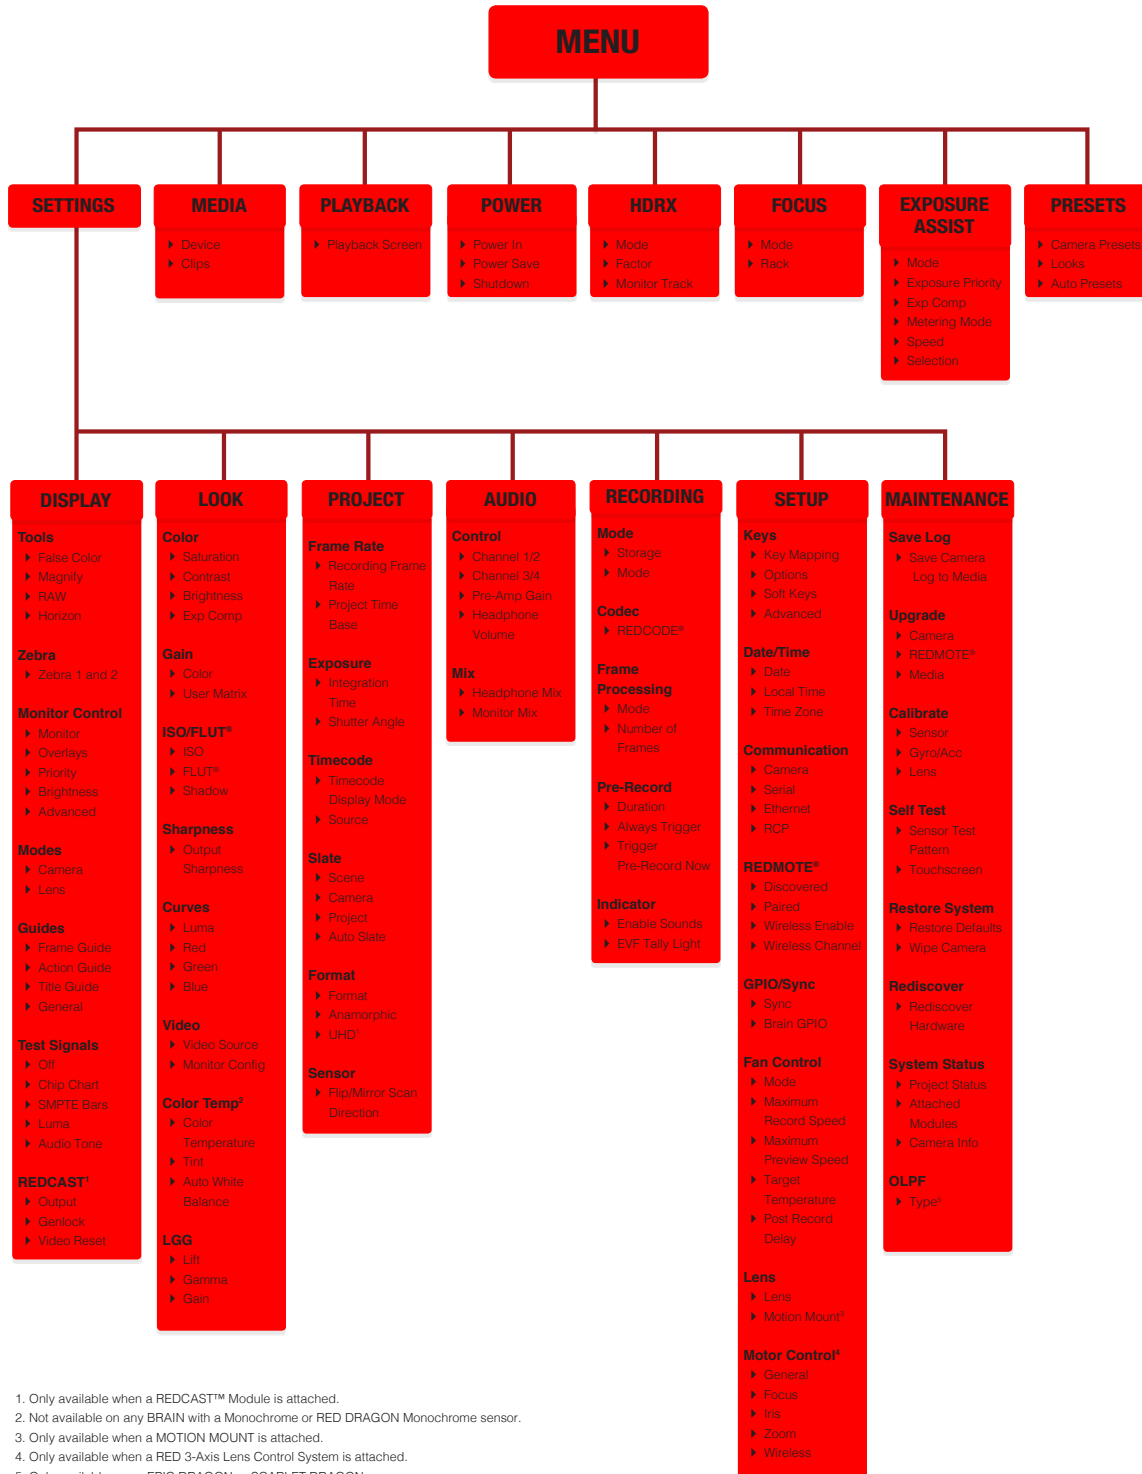 MENU
SETTINGS
MEDIA
Device
Clips
PLAYBACK
Playback Screen
POWER
Power In
Power Save
Shutdown
HDRX
Mode
Factor
Monitor Track
FOCUS
Mode
Rack
EXPOSURE
ASSIST
Mode
Exposure Priority
Exp Comp
Metering Mode
Speed
Selection
PRESETS
Camera Presets
Looks
Auto Presets
DISPLAY
Tools
False Color
Magnify
RAW
Horizon
Zebra
Zebra 1 and 2
Monitor Control
Monitor
Overlays
Priority
Brightness
Advanced
Modes
Camera
Lens
Guides
Frame Guide
Action Guide
Title Guide
General
Test Signals
Off
Chip Chart
SMPTE Bars
Luma
Audio Tone
REDCAST¹
Output
Genlock
Video Reset
LOOK
Color
Saturation
Contrast
Brightness
Exp Comp
Gain
Color
User Matrix
ISO/FLUT®
ISO
FLUT®
Shadow
Sharpness
Output
Sharpness
Curves
Luma
Red
Green
Blue
Video
Video Source
Monitor Config
Color Temp²
Color
Temperature
Tint
Auto White
Balance
LGG
Lift
Gamma
Gain
PROJECT
Frame Rate
Recording Frame
Rate
Project Time
Base
Exposure
Integration
Time
Shutter Angle
Timecode
Timecode
Display Mode
Source
Slate
Scene
Camera
Project
Auto Slate
Format
Format
Anamorphic
UHD¹
Sensor
Flip/Mirror Scan
Direction
AUDIO
Control
Channel 1/2
Channel 3/4
Pre-Amp Gain
Headphone
Volume
Mix
Headphone Mix
Monitor Mix
RECORDING
Mode
Storage
Mode
Codec
REDCODE®
Frame
Processing
Mode
Number of
Frames
Pre-Record
Duration
Always Trigger
Trigger
Pre-Record Now
Indicator
Enable Sounds
EVF Tally Light
SETUP
Keys
Key Mapping
Options
Soft Keys
Advanced
Date/Time
Date
Local Time
Time Zone
Communication
Camera
Serial
Ethernet
RCP
REDMOTE®
Discovered
Paired
Wireless Enable
Wireless Channel
GPIO/Sync
Sync
Brain GPIO
Fan Control
Mode
Maximum
Record Speed
Maximum
Preview Speed
Target
Temperature
Post Record
Delay
Lens
Lens
Motion Mount³
Motor Control⁴
General
Focus
Iris
Zoom
Wireless
MAINTENANCE
Save Log
Save Camera
Log to Media
Upgrade
Camera
REDMOTE®
Media
Calibrate
Sensor
Gyro/Acc
Lens
Self Test
Sensor Test
Pattern
Touchscreen
Restore System
Restore Defaults
Wipe Camera
Rediscover
Rediscover
Hardware
System Status
Project Status
Attached
Modules
Camera Info
OLPF
Type⁵
1. Only available when a REDCAST™ Module is attached.
2. Not available on any BRAIN with a Monochrome or RED DRAGON Monochrome sensor.
3. Only available when a MOTION MOUNT is attached.
4. Only available when a RED 3-Axis Lens Control System is attached.